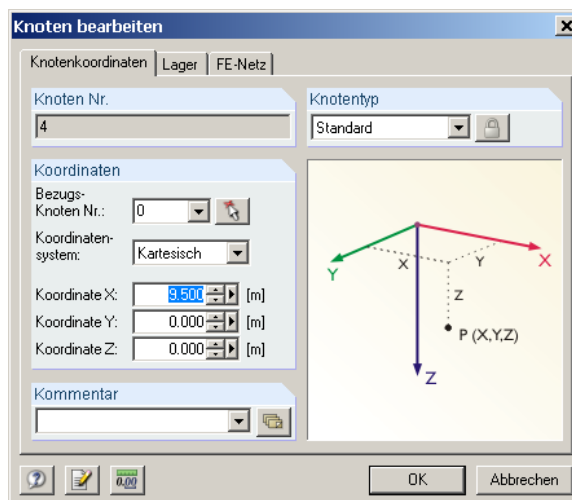 Knoten bearbeiten
Knotenkoordinaten Lager FE-Netz
Knoten Nr.
4
Knotentyp
Standard
Koordinaten
Bezugs-
Knoten Nr.: 0
Koordinaten-
system: Kartesisch
Koordinate X: 9.500 [m]
Koordinate Y: 0.000 [m]
Koordinate Z: 0.000 [m]
Kommentar
Y
X
Y
X
Z
P (X,Y,Z)
Z
0.00
OK Abbrechen